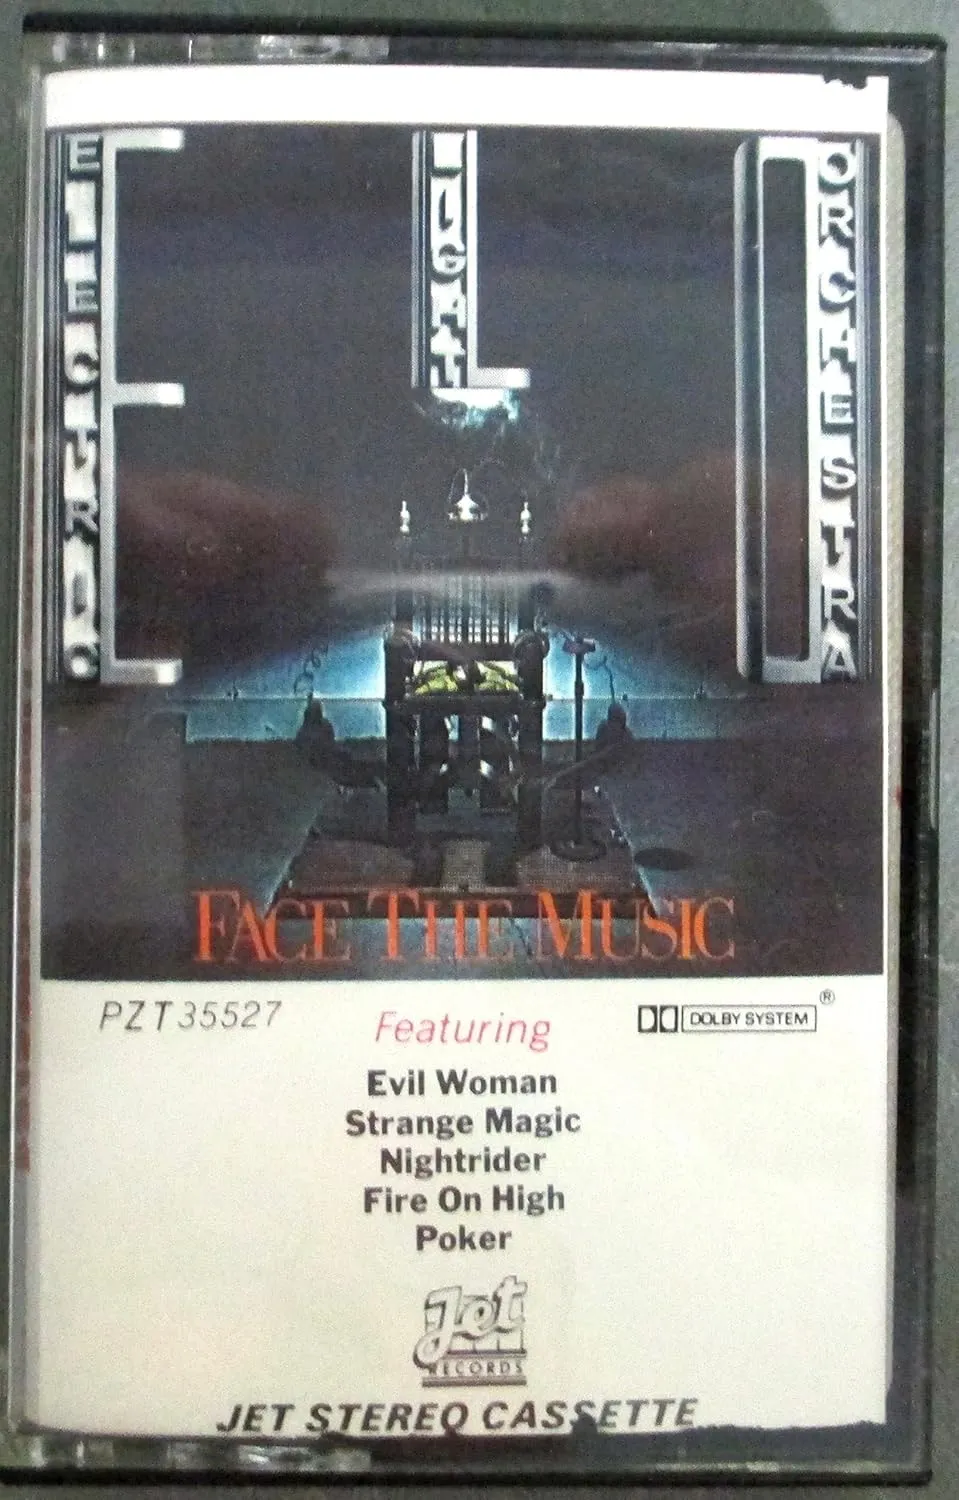 ELECTRIC
LIGHT
ORCHESTRA
FACE THE MUSIC
PZT35527
Featuring
DOLBY SYSTEM®
Evil Woman
Strange Magic
Nightrider
Fire On High
Poker
Jet
RECORDS
JET STEREO CASSETTE